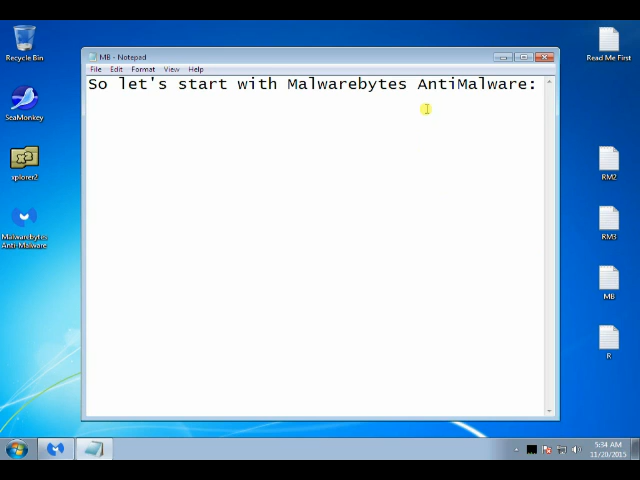 Recycle Bin
MB - Notepad
Read Me First
File Edit Format View Help
So let's start with Malwarebytes AntiMalware:
SeaMonkey
xplorer2
RM2
Malwarebytes
Anti-Malware
RM3
MB
R
5:34 AM
11/20/2015